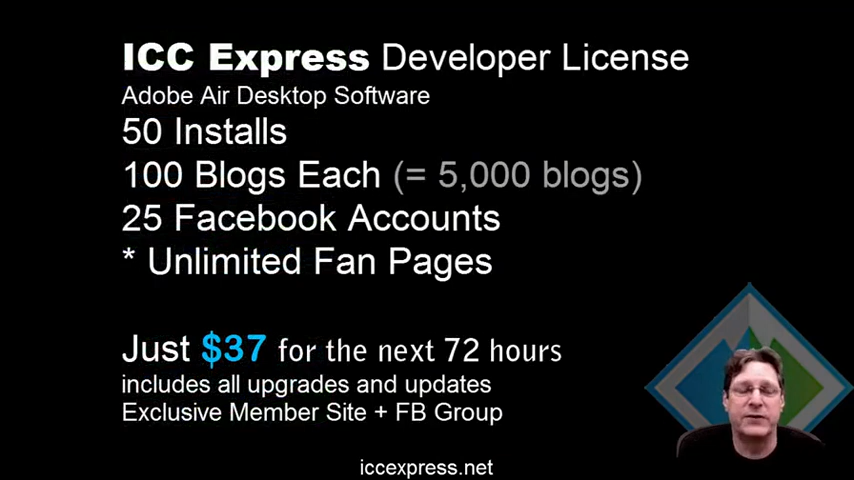 ICC Express Developer License
Adobe Air Desktop Software
50 Installs
100 Blogs Each (= 5,000 blogs)
25 Facebook Accounts
* Unlimited Fan Pages
Just $37 for the next 72 hours
includes all upgrades and updates
Exclusive Member Site + FB Group
iccexpress.net